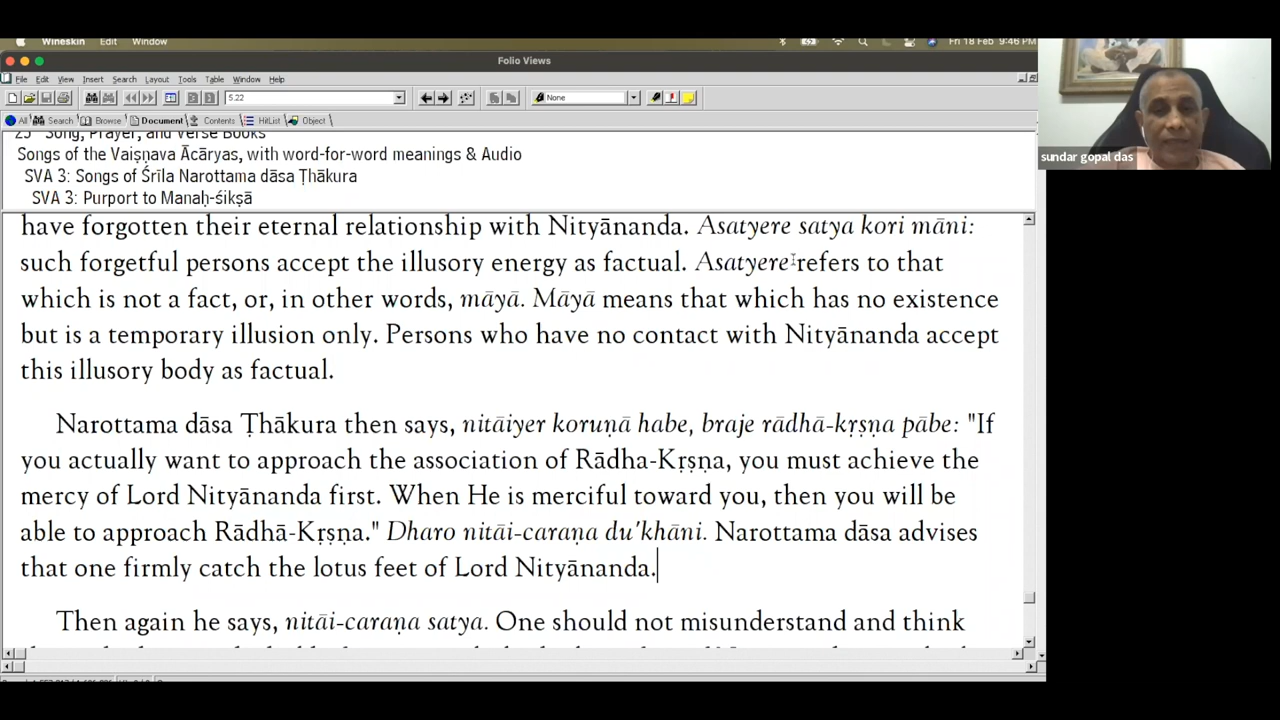 Wineskin Edit Window Fri 18 Feb 9:46 PM
Folio Views
File Edit View Insert Search Layout Tools Table Window Help
5.22 None
All Search Browse Document Contents HitList Object
25 Song, Prayer, and Verse Books
Songs of the Vaiṣṇava Ācāryas, with word-for-word meanings & Audio
SVA 3: Songs of Śrīla Narottama dāsa Ṭhākura
SVA 3: Purport to Manaḥ-śikṣā
sundar gopal das
have forgotten their eternal relationship with Nityānanda. Asatyere satya kori māni:
such forgetful persons accept the illusory energy as factual. Asatyere refers to that
which is not a fact, or, in other words, māyā. Māyā means that which has no existence
but is a temporary illusion only. Persons who have no contact with Nityānanda accept
this illusory body as factual.
Narottama dāsa Ṭhākura then says, nitāiyer koruṇā habe, braje rādhā-kṛṣṇa pābe: "If
you actually want to approach the association of Rādha-Kṛṣṇa, you must achieve the
mercy of Lord Nityānanda first. When He is merciful toward you, then you will be
able to approach Rādhā-Kṛṣṇa." Dharo nitāi-caraṇa du'khāni. Narottama dāsa advises
that one firmly catch the lotus feet of Lord Nityānanda.
Then again he says, nitāi-caraṇa satya. One should not misunderstand and think